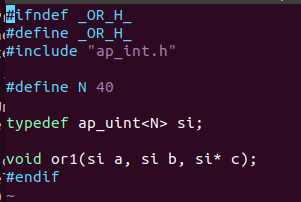 #ifndef _OR_H_
#define _OR_H_
#include "ap_int.h"
#define N 40
typedef ap_uint<N> si;
void or1(si a, si b, si* c);
#endif
~